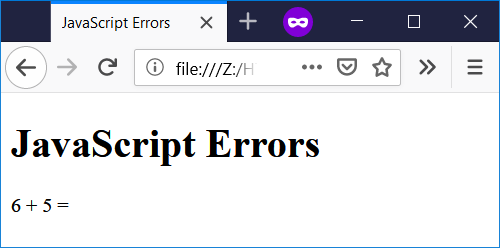 JavaScript Errors
file:///Z:/H
JavaScript Errors
6 + 5 =